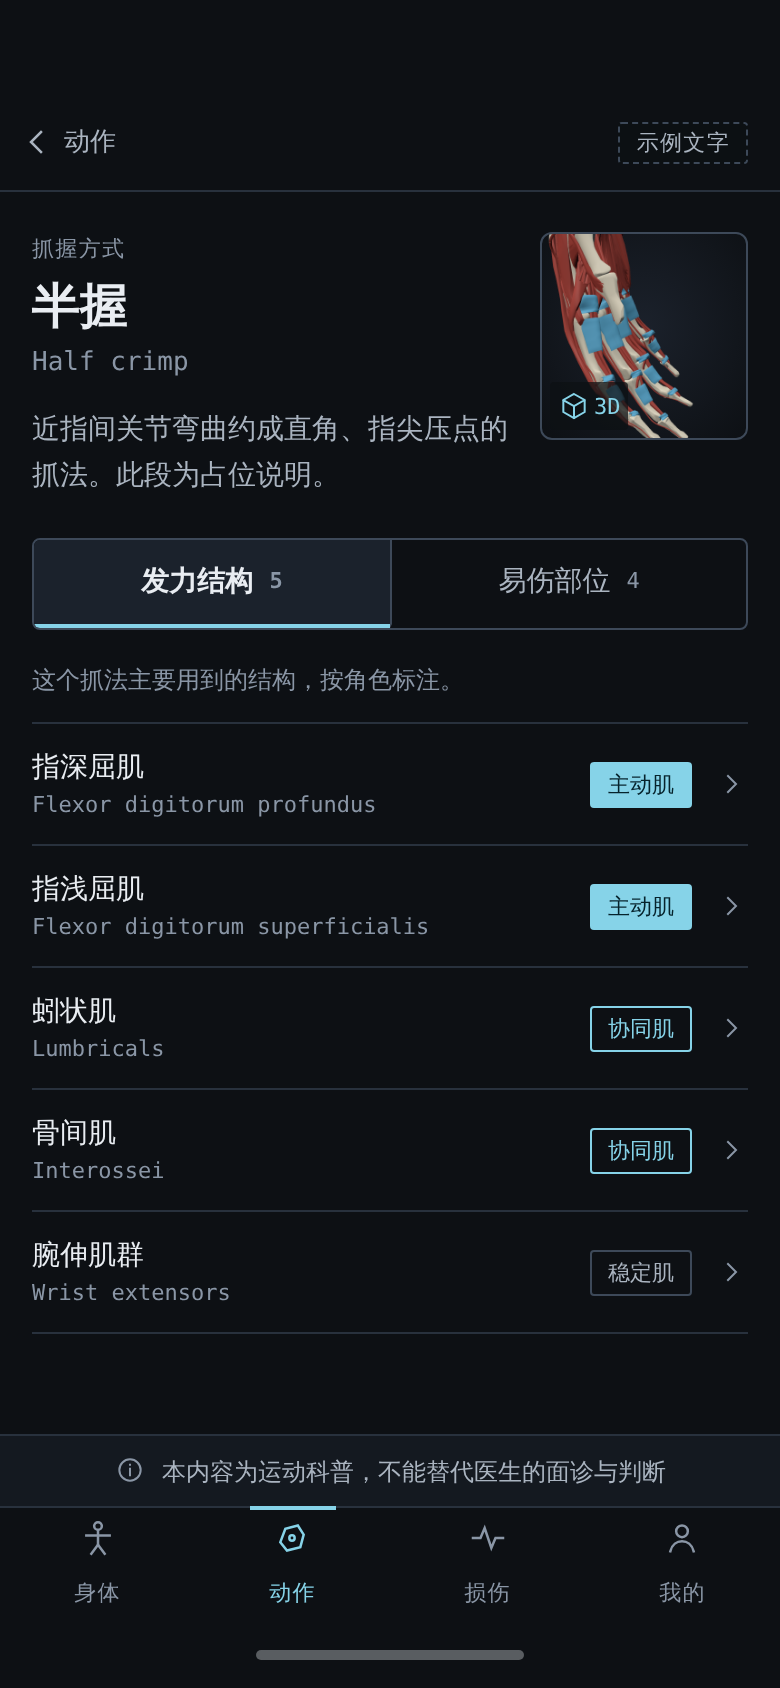 动作
示例文字
抓握方式
半握
Half crimp
近指间关节弯曲约成直角、指尖压点的
抓法。此段为占位说明。
3D
发力结构 5
易伤部位 4
这个抓法主要用到的结构，按角色标注。
指深屈肌
Flexor digitorum profundus
主动肌
指浅屈肌
Flexor digitorum superficialis
主动肌
蚓状肌
Lumbricals
协同肌
骨间肌
Interossei
协同肌
腕伸肌群
Wrist extensors
稳定肌
本内容为运动科普，不能替代医生的面诊与判断
身体
动作
损伤
我的